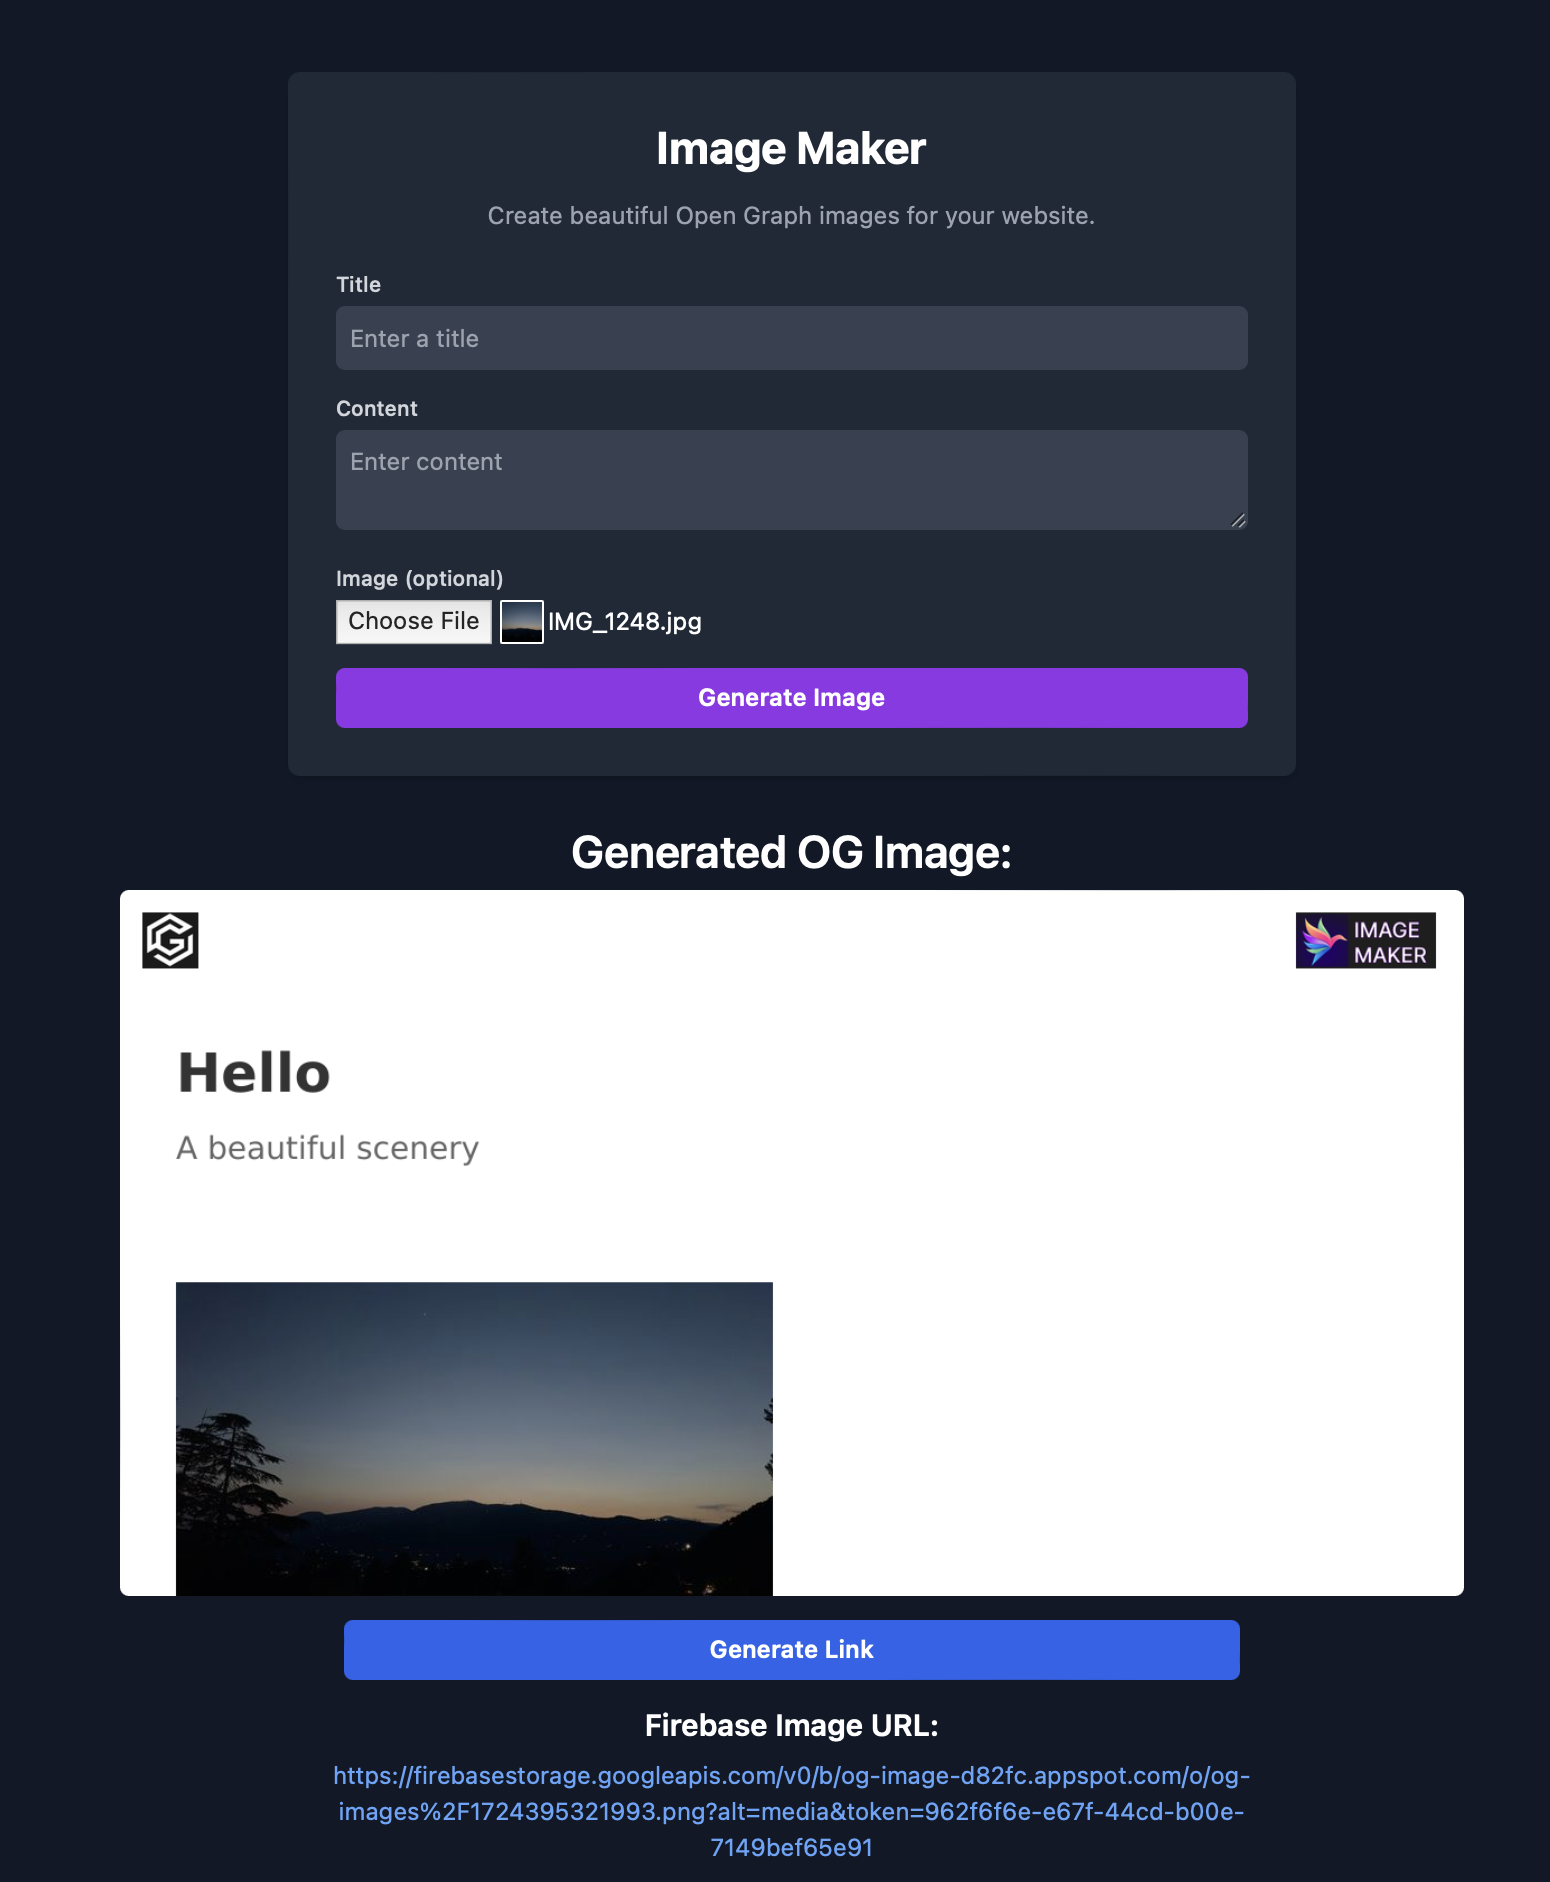 Image Maker
Create beautiful Open Graph images for your website.
Title
Enter a title
Content
Enter content
Image (optional)
Choose File IMG_1248.jpg
Generate Image
Generated OG Image:
G
IMAGE
MAKER
Hello
A beautiful scenery
Generate Link
Firebase Image URL:
https://firebasestorage.googleapis.com/v0/b/og-image-d82fc.appspot.com/o/og-
images%2F1724395321993.png?alt=media&token=962f6f6e-e67f-44cd-b00e-
7149bef65e91